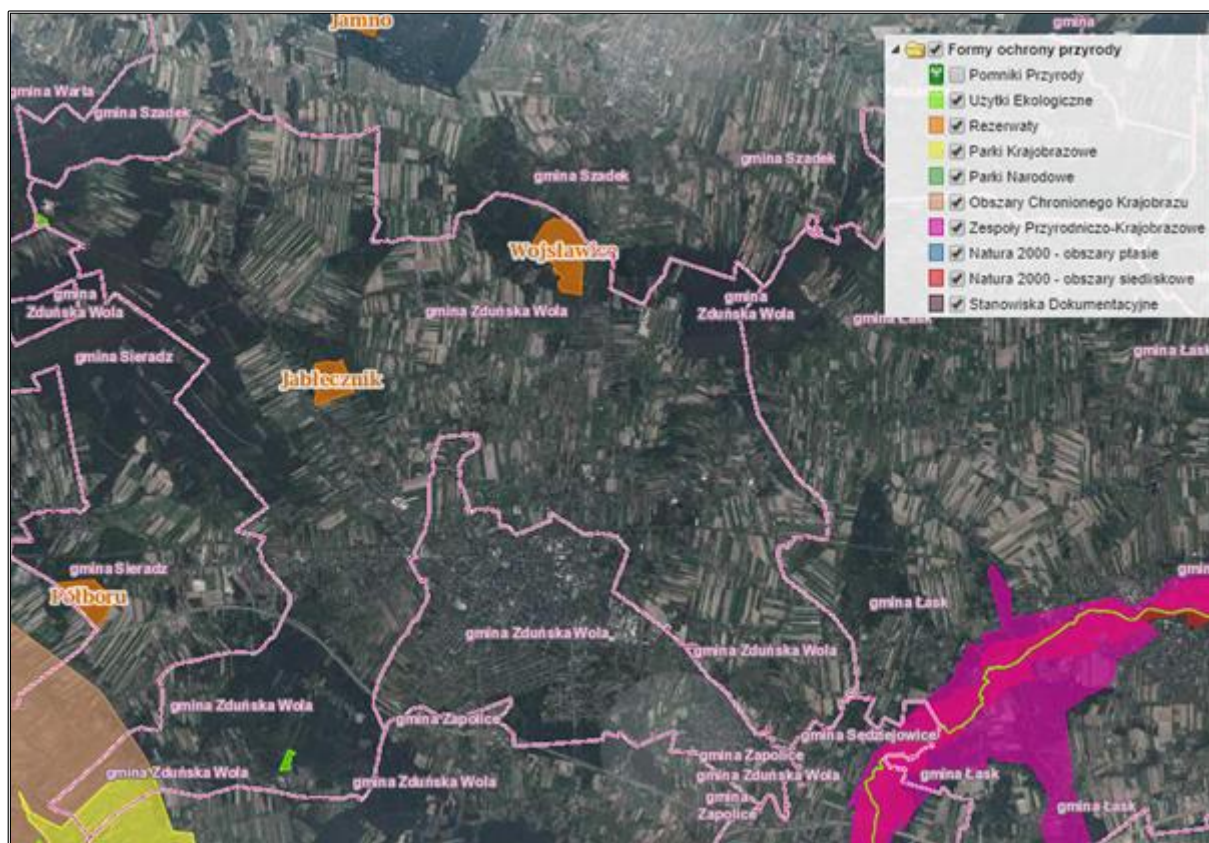 Jamno
gmina
Formy ochrony przyrody
Pomniki Przyrody
Użytki Ekologiczne
Rezerwaty
Parki Krajobrazowe
Parki Narodowe
Obszary Chronionego Krajobrazu
Zespoły Przyrodniczo-Krajobrazowe
Natura 2000 - obszary ptasie
Natura 2000 - obszary siedliskowe
Stanowiska Dokumentacyjne
gmina Warta
gmina Szadek
gmina Szadek
gmina Szadek
Wojsławice
gmina
Zduńska Wola
gmina Zduńska Wola
gmina
Zduńska Wola
gmina Łask
gmina Sieradz
gmina Łask
Jabłecznik
gmina Sieradz
Półboru
gmina
gmina Łask
gmina Zduńska Wola
gmina Zduńska Wola
gmina Zduńska Wola
gmina Zapolice
gmina Sędziejowice
gmina Zduńska Wola
gmina Zduńska Wola
gmina Zapolice
gmina Zduńska Wola
gmina
Zapolice
gmina Łask
gmina Łask